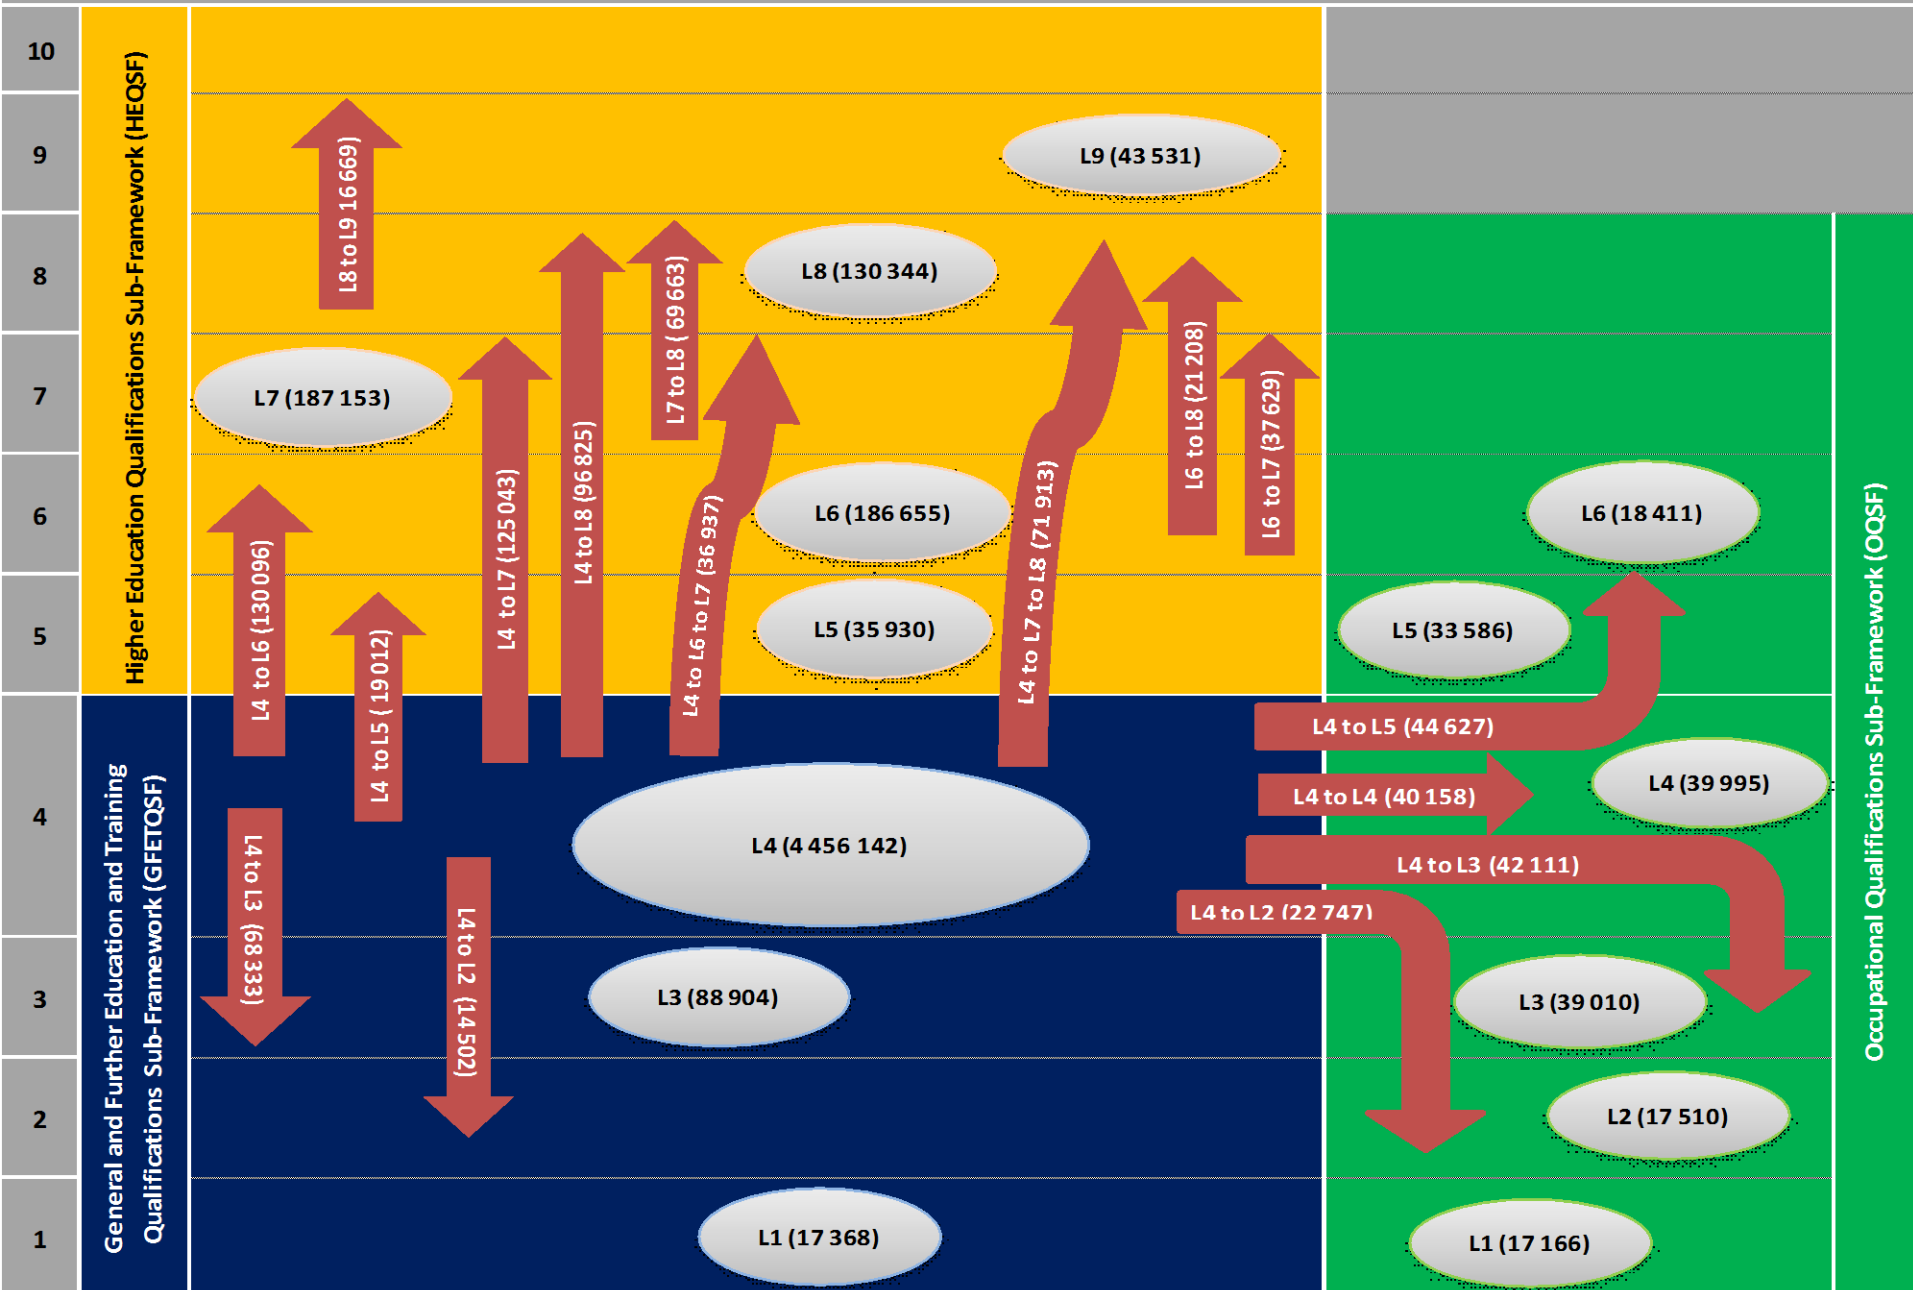 10
9
8
7
6
5
4
3
2
1
Higher Education Qualifications Sub-Framework (HEQSF)
General and Further Education and Training
Qualifications Sub-Framework (GFETQSF)
Occupational Qualifications Sub-Framework (OQSF)
L8 to L9 16 669)
L9 (43 531)
L8 (130 344)
L7 to L8 ( 69 663)
L6 to L8 (21 208)
L6 to L7 (37 629)
L7 (187 153)
L4 to L6 (130 096)
L4 to L5 ( 19 012)
L4 to L7 (125 043)
L4 to L8 (96 825)
L4 to L6 to L7 (36 937)
L6 (186 655)
L5 (35 930)
L4 to L7 to L8 (71 913)
L6 (18 411)
L5 (33 586)
L4 to L5 (44 627)
L4 to L4 (40 158)
L4 (39 995)
L4 to L3 (42 111)
L4 to L2 (22 747)
L4 (4 456 142)
L4 to L3 (68 333)
L4 to L2 (14 502)
L3 (88 904)
L3 (39 010)
L2 (17 510)
L1 (17 368)
L1 (17 166)